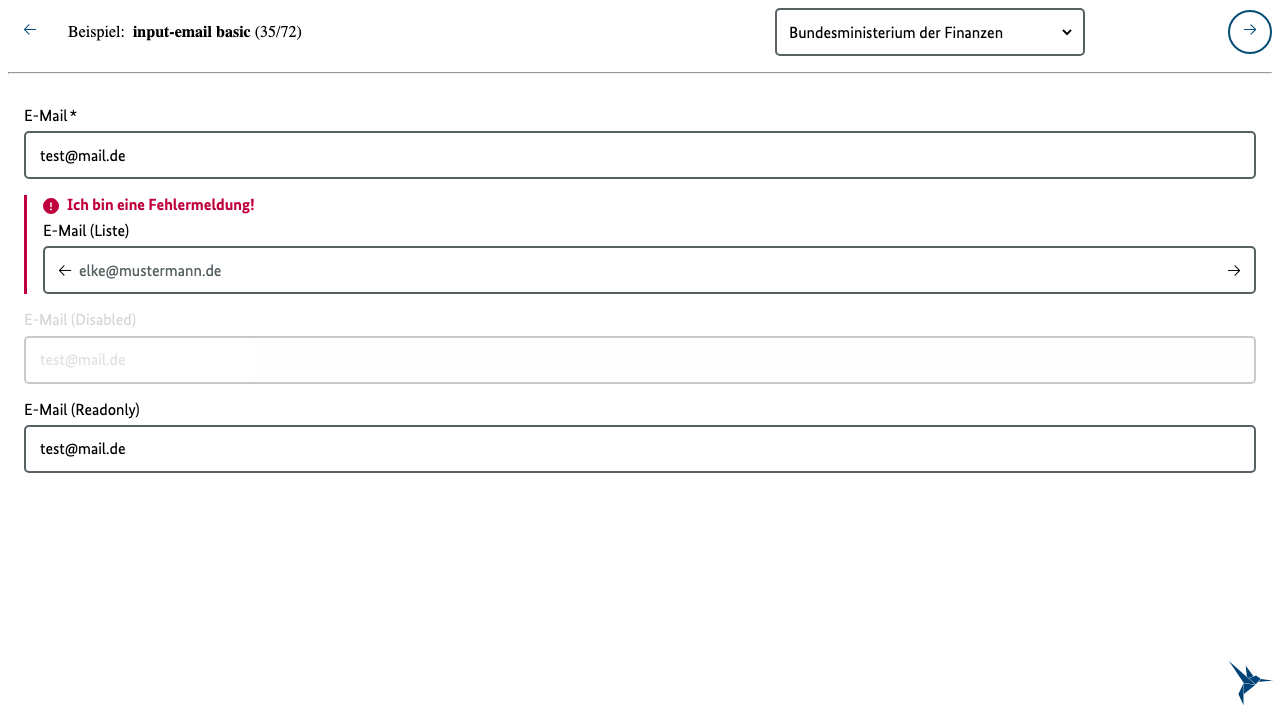 Beispiel: input-email basic (35/72)
Bundesministerium der Finanzen
E-Mail*
test@mail.de
Ich bin eine Fehlermeldung!
E-Mail (Liste)
elke@mustermann.de
E-Mail (Disabled)
test@mail.de
E-Mail (Readonly)
test@mail.de